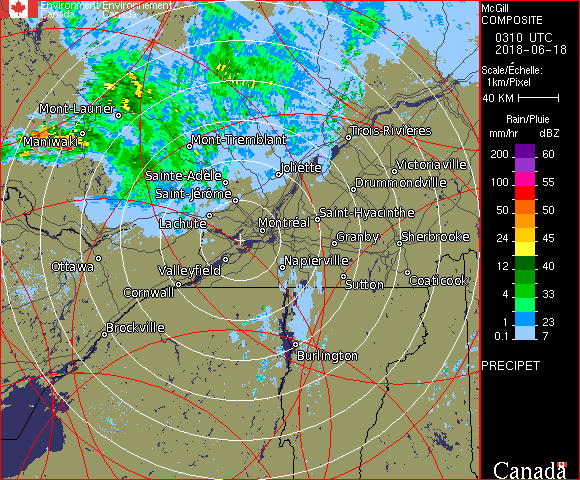 Environment/Environnement/
Canada Canada
McGill
COMPOSITE
0310 UTC
2018-06-18
Scale/Échelle:
1km/Pixel
40 KM
Rain/Pluie
mm/hr dBZ
200 60
150 57
100 55
50 50
24 45
12 40
4 33
1 23
0.1 7
PRECIPET
Canada
Mont-Laurier
Maniwaki
Mont-Tremblant
Trois-Rivières
Sainte-Adèle
Joliette
Victoriaville
Saint-Jérôme
Drummondville
Lachute
Montréal
Saint-Hyacinthe
Granby
Sherbrooke
Ottawa
Valleyfield
Napierville
Cornwall
Sutton
Coaticook
Brockville
Burlington